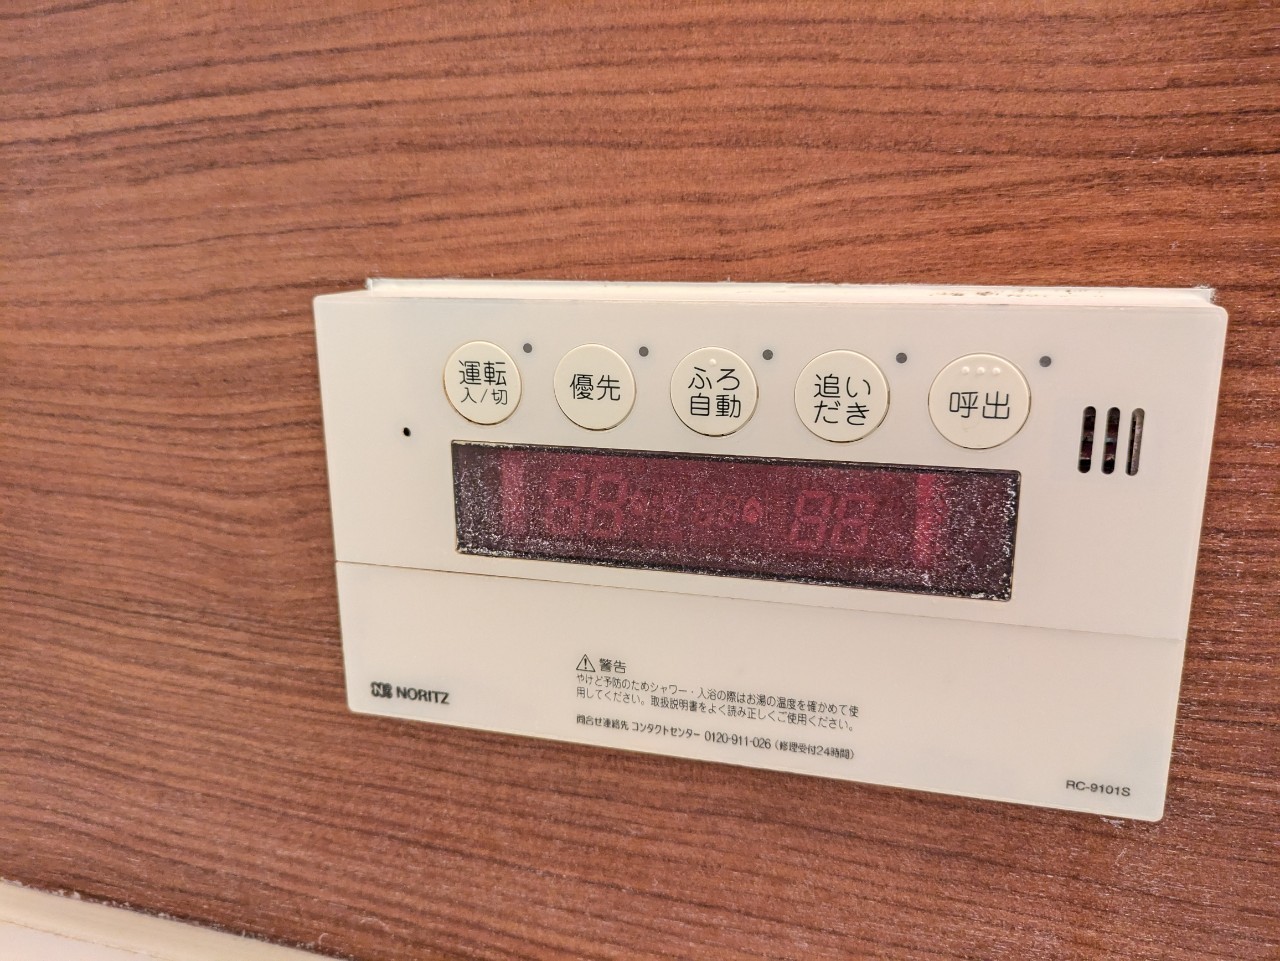 運転
入/切
優先
ふろ
自動
追い
だき
呼出
NORITZ
警告
やけど予防のためシャワー・入浴の際はお湯の温度を確かめて使
用してください。取扱説明書をよく読み正しくご使用ください。
問合せ連絡先 コンタクトセンター 0120-911-026（修理受付24時間）
RC-9101S